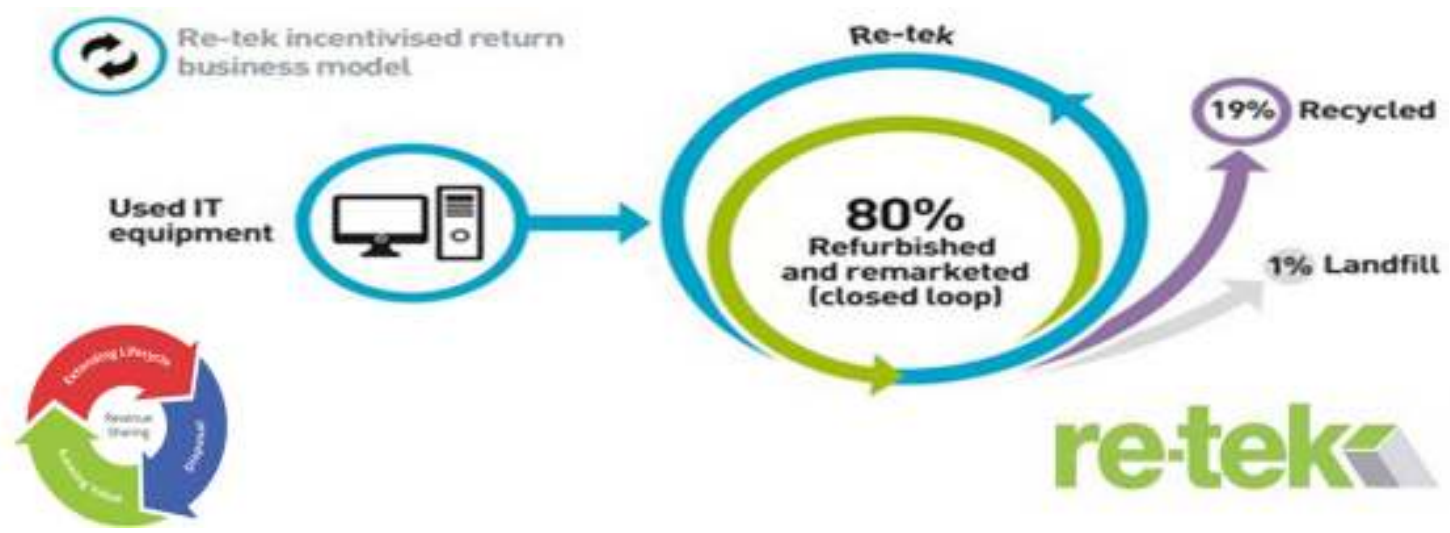 Re-tek incentivised return
business model
Re-tek
19% Recycled
Used IT
equipment
80%
Refurbished
and remarketed
(closed loop)
1% Landfill
Extending Lifecycle
Revenue
Sharing
Disposal
re-tek